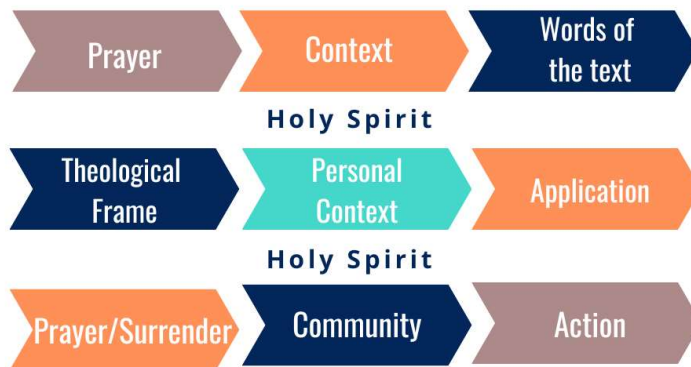 Prayer
Context
Words of
the text
Holy Spirit
Theological
Frame
Personal
Context
Application
Holy Spirit
Prayer/Surrender
Community
Action